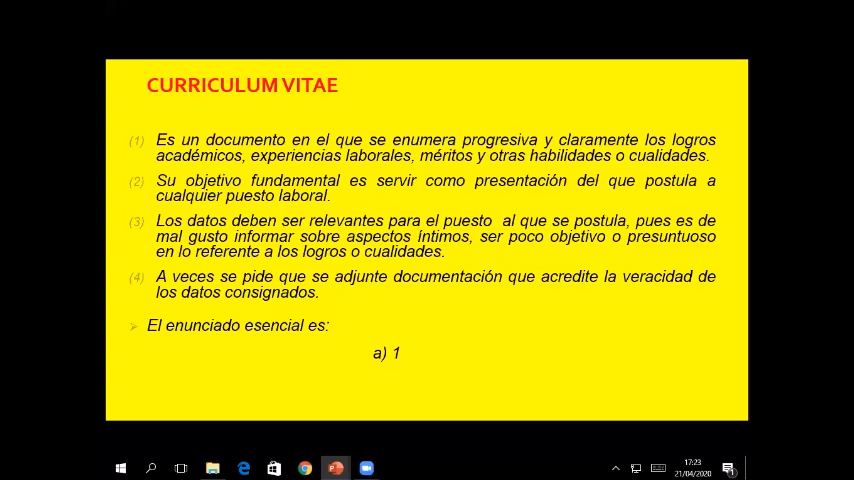 CURRICULUM VITAE
(1) Es un documento en el que se enumera progresiva y claramente los logros
académicos, experiencias laborales, méritos y otras habilidades o cualidades.
(2) Su objetivo fundamental es servir como presentación del que postula a
cualquier puesto laboral.
(3) Los datos deben ser relevantes para el puesto al que se postula, pues es de
mal gusto informar sobre aspectos íntimos, ser poco objetivo o presuntuoso
en lo referente a los logros o cualidades.
(4) A veces se pide que se adjunte documentación que acredite la veracidad de
los datos consignados.
El enunciado esencial es:
a) 1
17:23
21/04/2020